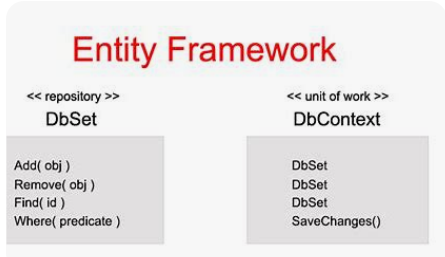 Entity Framework
<< repository >>
DbSet
Add( obj )
Remove( obj )
Find( id )
Where( predicate )
<< unit of work >>
DbContext
DbSet
DbSet
DbSet
SaveChanges()